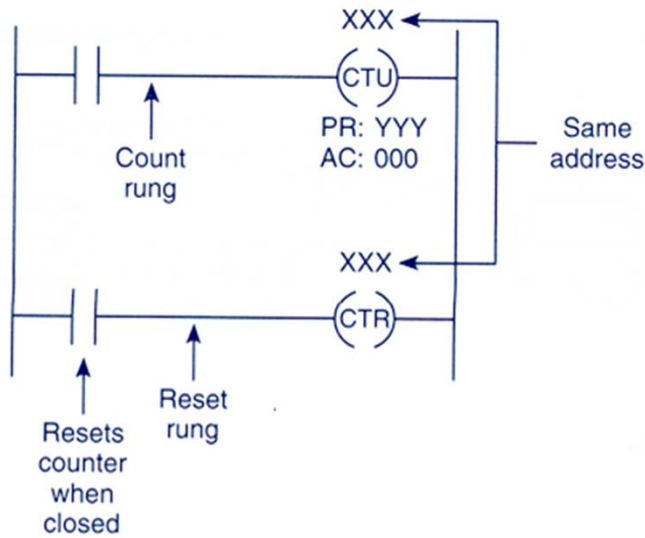 XXX
CTU
PR: YYY
AC: 000
Count
rung
Same
address
XXX
CTR
Reset
rung
Resets
counter
when
closed